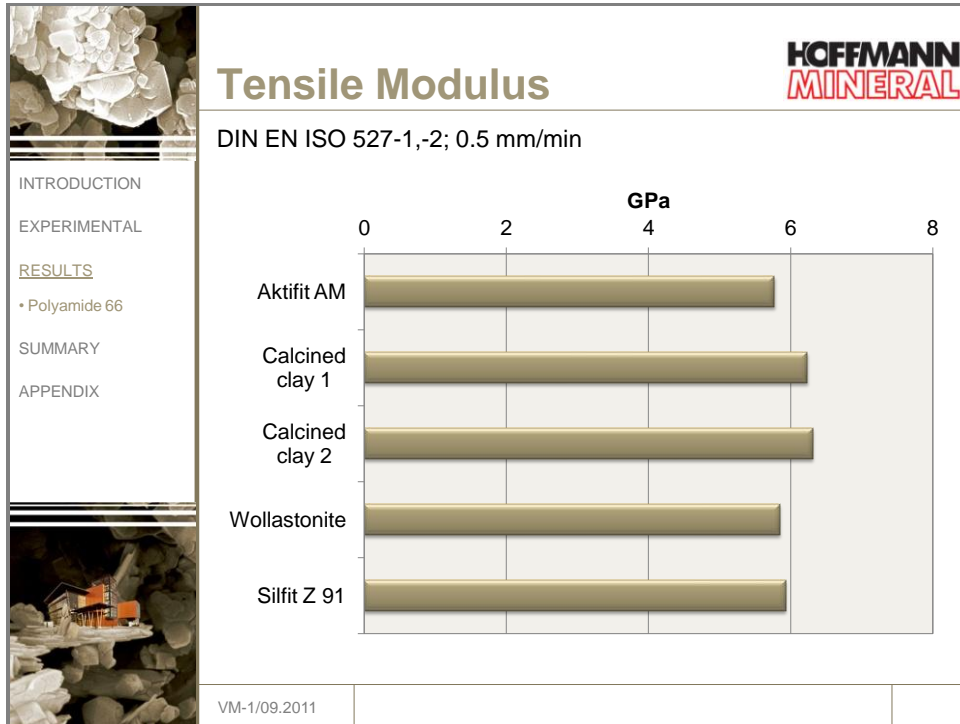 Tensile Modulus
HOFFMANN
MINERAL
DIN EN ISO 527-1,-2; 0.5 mm/min
INTRODUCTION
EXPERIMENTAL
RESULTS
• Polyamide 66
SUMMARY
APPENDIX
GPa
0 2 4 6 8
Aktifit AM
Calcined
clay 1
Calcined
clay 2
Wollastonite
Silfit Z 91
VM-1/09.2011